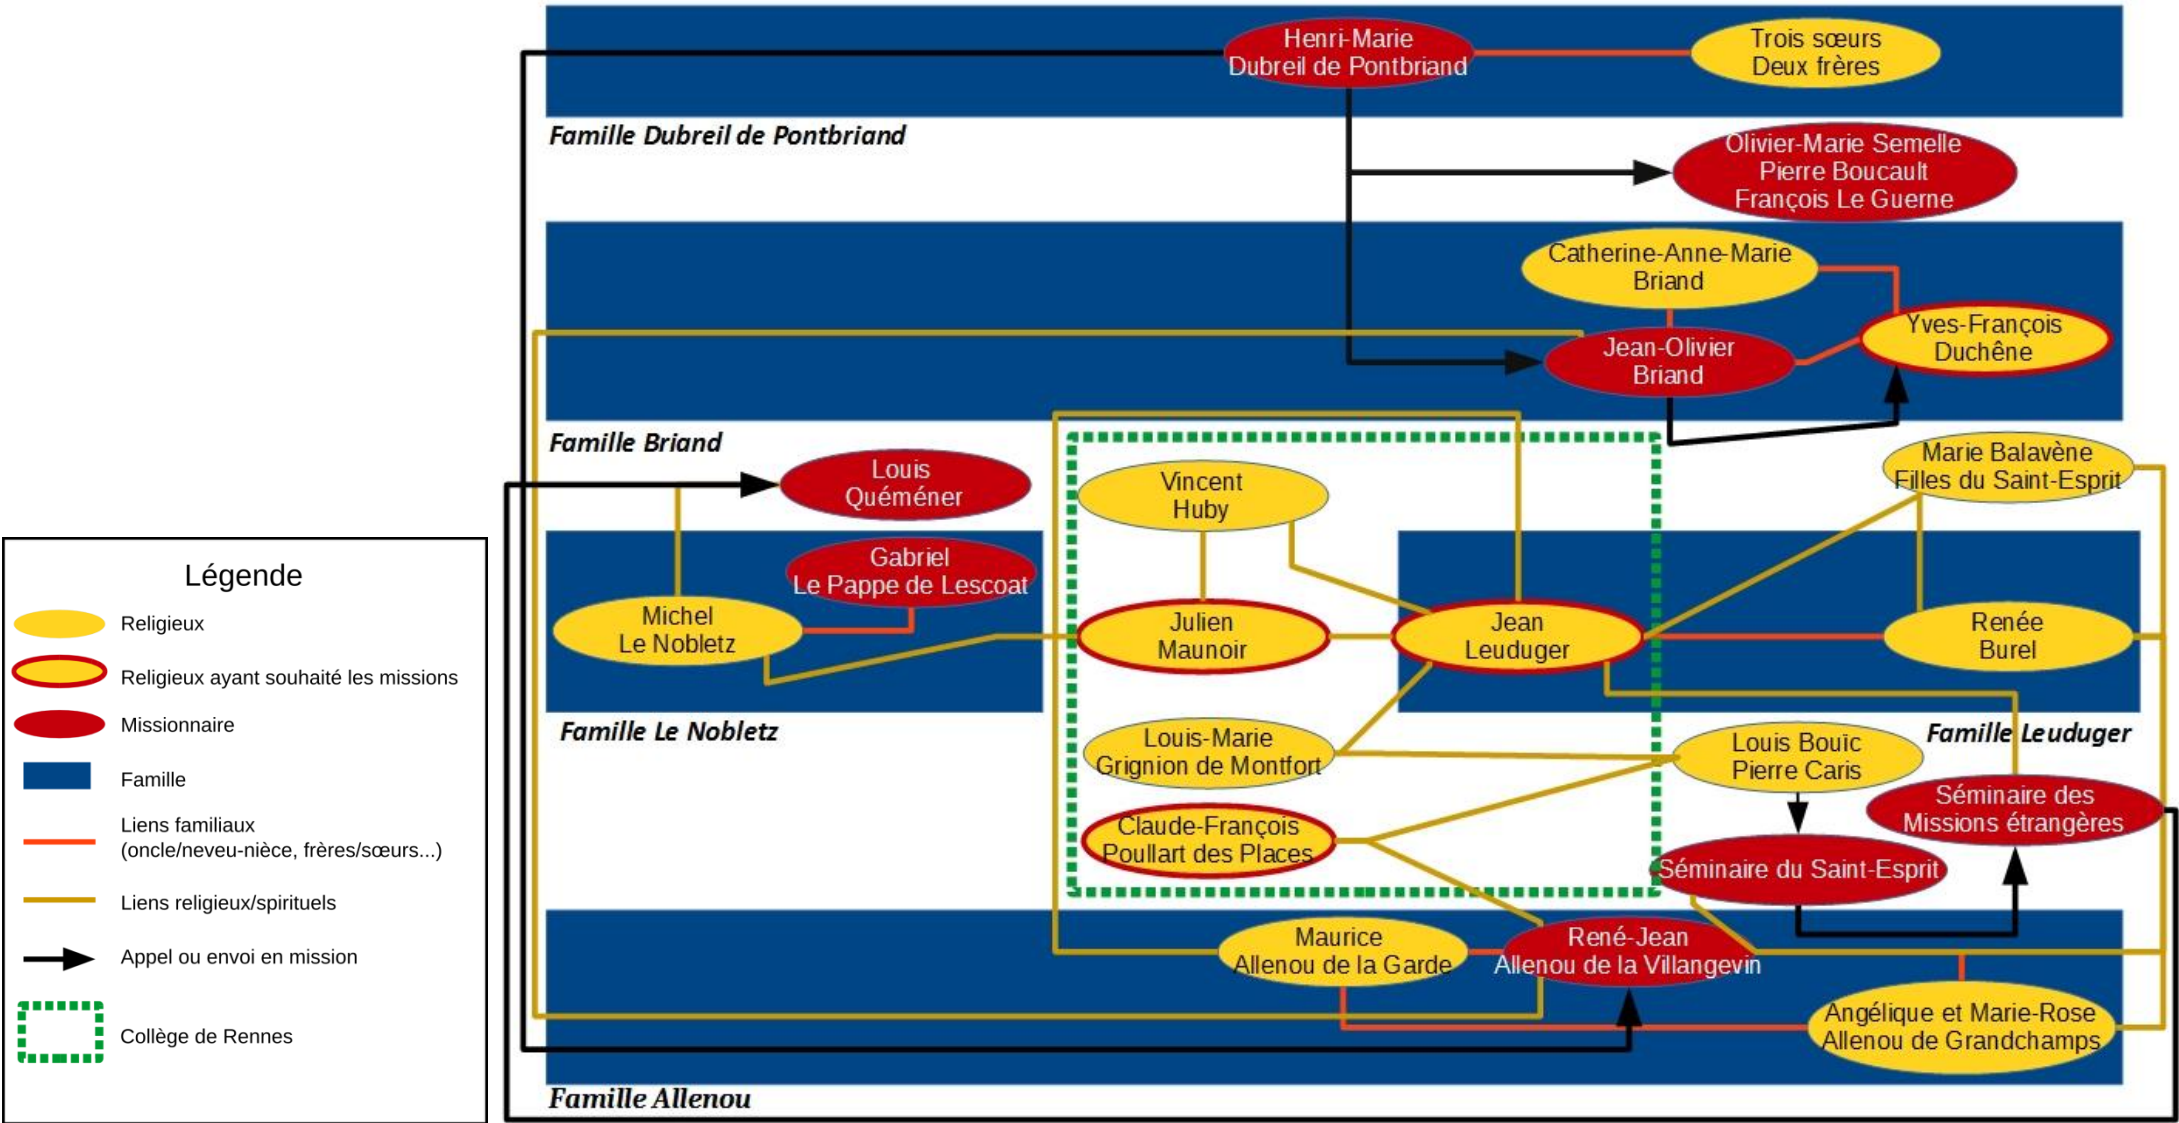 Henri-Marie
Dubreil de Pontbriand
Trois sœurs
Deux frères
Famille Dubreil de Pontbriand
Olivier-Marie Semelle
Pierre Boucault
François Le Guerne
Catherine-Anne-Marie
Briand
Yves-François
Duchêne
Jean-Olivier
Briand
Famille Briand
Louis
Quéméner
Vincent
Huby
Marie Balavène
Filles du Saint-Esprit
Gabriel
Le Pappe de Lescoat
Michel
Le Nobletz
Julien
Maunoir
Jean
Leuduger
Renée
Burel
Famille Le Nobletz
Famille Leuduger
Louis-Marie
Grignion de Montfort
Louis Bouïc
Pierre Caris
Séminaire des
Missions étrangères
Claude-François
Poullart des Places
Séminaire du Saint-Esprit
Maurice
Allenou de la Garde
René-Jean
Allenou de la Villangevin
Angélique et Marie-Rose
Allenou de Grandchamps
Famille Allenou
Légende
Religieux
Religieux ayant souhaité les missions
Missionnaire
Famille
Liens familiaux
(oncle/neveu-nièce, frères/sœurs...)
Liens religieux/spirituels
Appel ou envoi en mission
Collège de Rennes